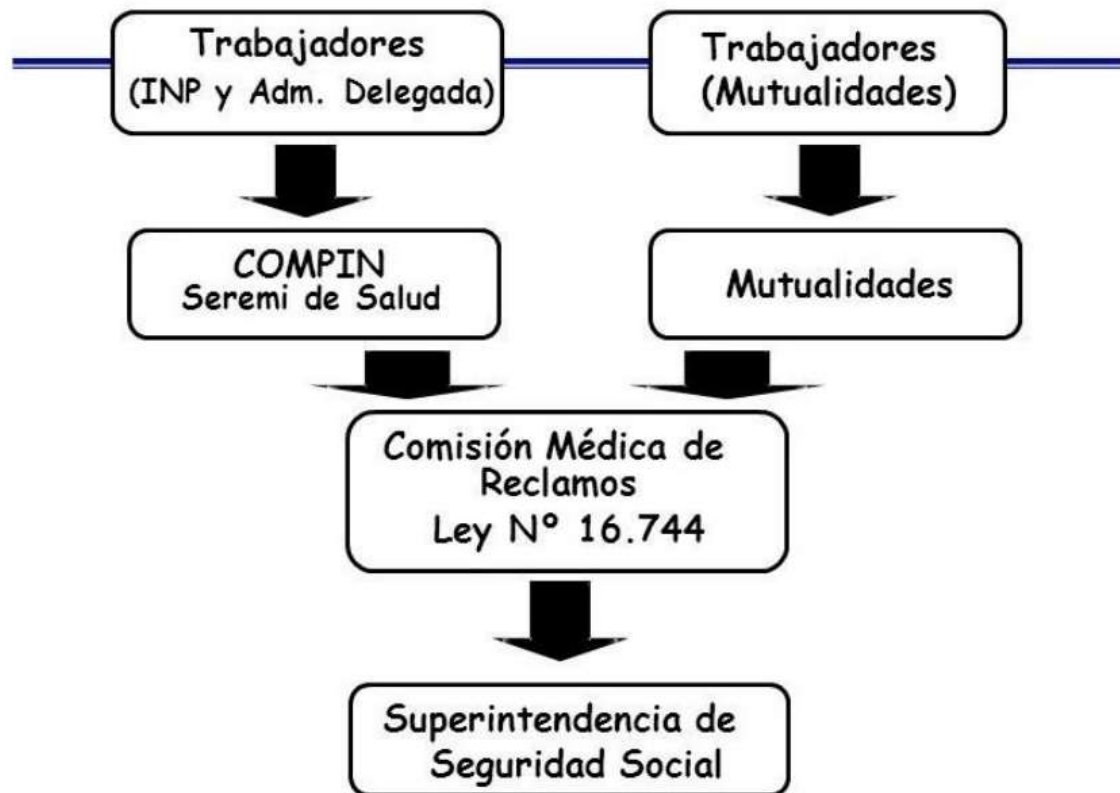 Trabajadores
(INP y Adm. Delegada)
Trabajadores
(Mutualidades)
COMPIN
Seremi de Salud
Mutualidades
Comisión Médica de
Reclamos
Ley Nº 16.744
Superintendencia de
Seguridad Social